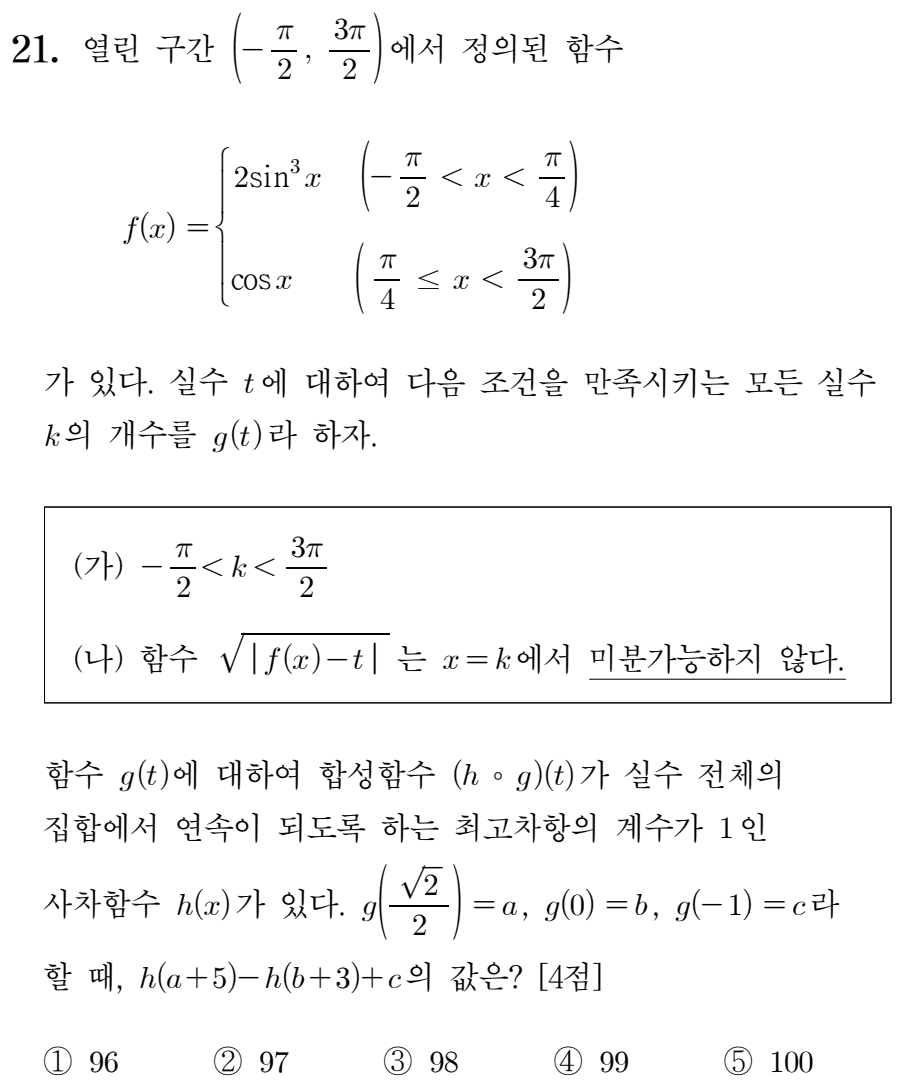 21. 열린 구간 (−π/2, 3π/2)에서 정의된 함수
f(x) = { 2sin³x (−π/2 < x < π/4)
cos x (π/4 ≤ x < 3π/2)
가 있다. 실수 t에 대하여 다음 조건을 만족시키는 모든 실수
k의 개수를 g(t)라 하자.
(가) −π/2 < k < 3π/2
(나) 함수 √|f(x)−t| 는 x=k에서 미분가능하지 않다.
함수 g(t)에 대하여 합성함수 (h∘g)(t)가 실수 전체의
집합에서 연속이 되도록 하는 최고차항의 계수가 1인
사차함수 h(x)가 있다. g(√2/2)=a, g(0)=b, g(−1)=c라
할 때, h(a+5)−h(b+3)+c의 값은? [4점]
① 96 ② 97 ③ 98 ④ 99 ⑤ 100